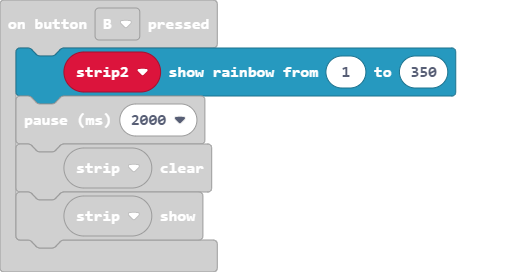 on button B pressed
strip2 show rainbow from 1 to 350
pause (ms) 2000
strip clear
strip show